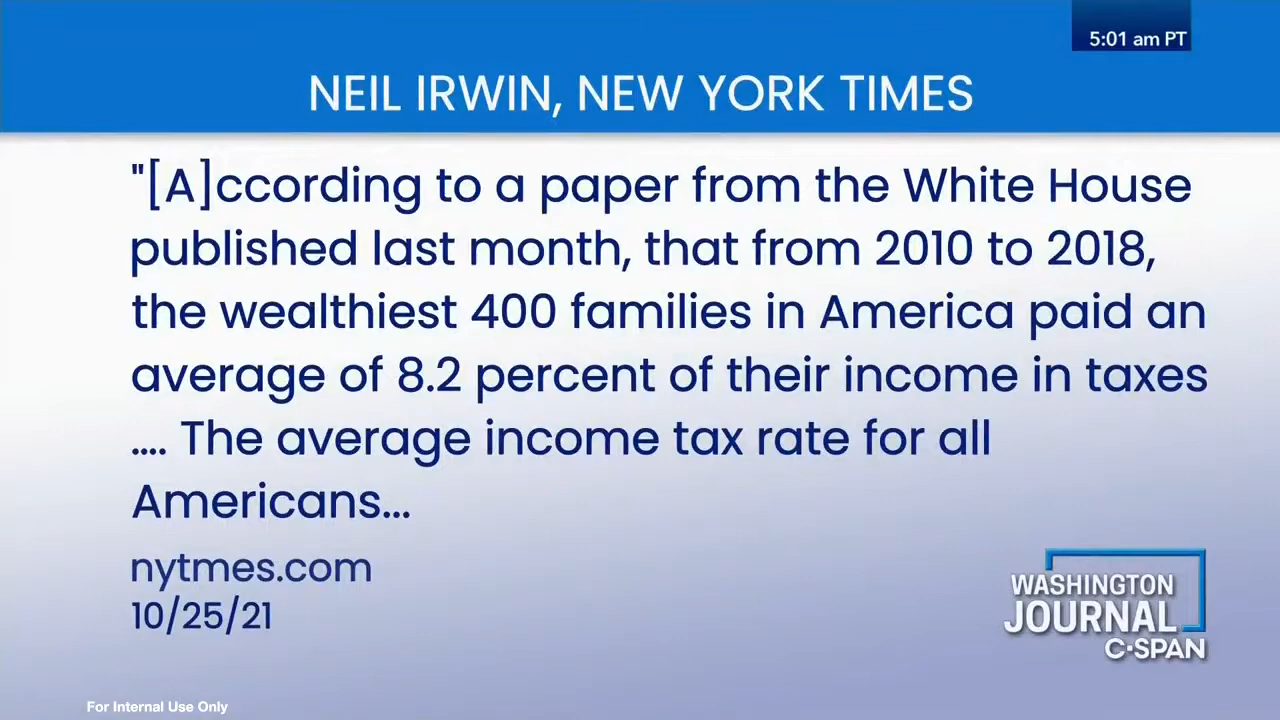 5:01 am PT
NEIL IRWIN, NEW YORK TIMES
"[A]ccording to a paper from the White House
published last month, that from 2010 to 2018,
the wealthiest 400 families in America paid an
average of 8.2 percent of their income in taxes
.... The average income tax rate for all
Americans...
nytmes.com
10/25/21
WASHINGTON
JOURNAL
C·SPAN
For Internal Use Only